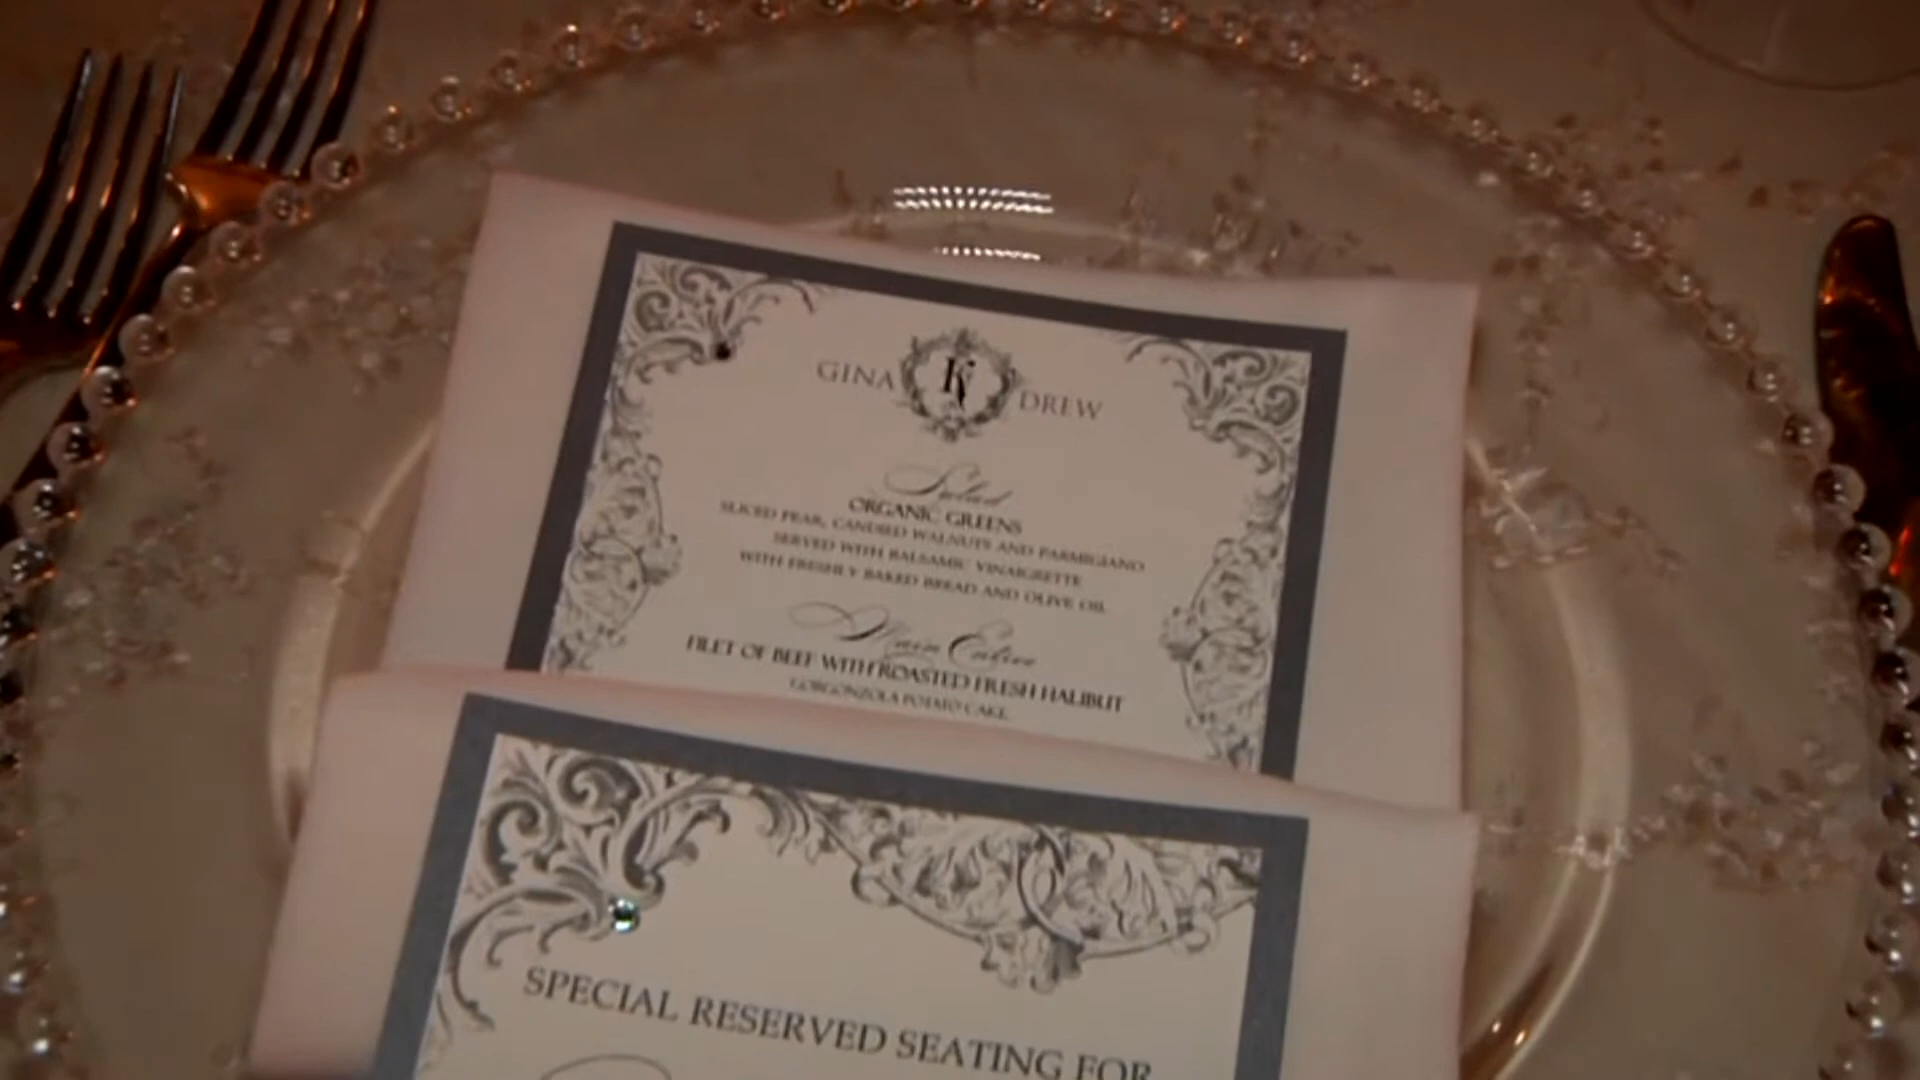 GINA K DREW
Salad
ORGANIC GREENS
SLICED PEAR, CANDIED WALNUTS AND PARMIGIANO
SERVED WITH BALSAMIC VINAIGRETTE
WITH FRESHLY BAKED BREAD AND OLIVE OIL
Main Entree
FILET OF BEEF WITH ROASTED FRESH HALIBUT
GORGONZOLA POTATO CAKE
SPECIAL RESERVED SEATING FOR